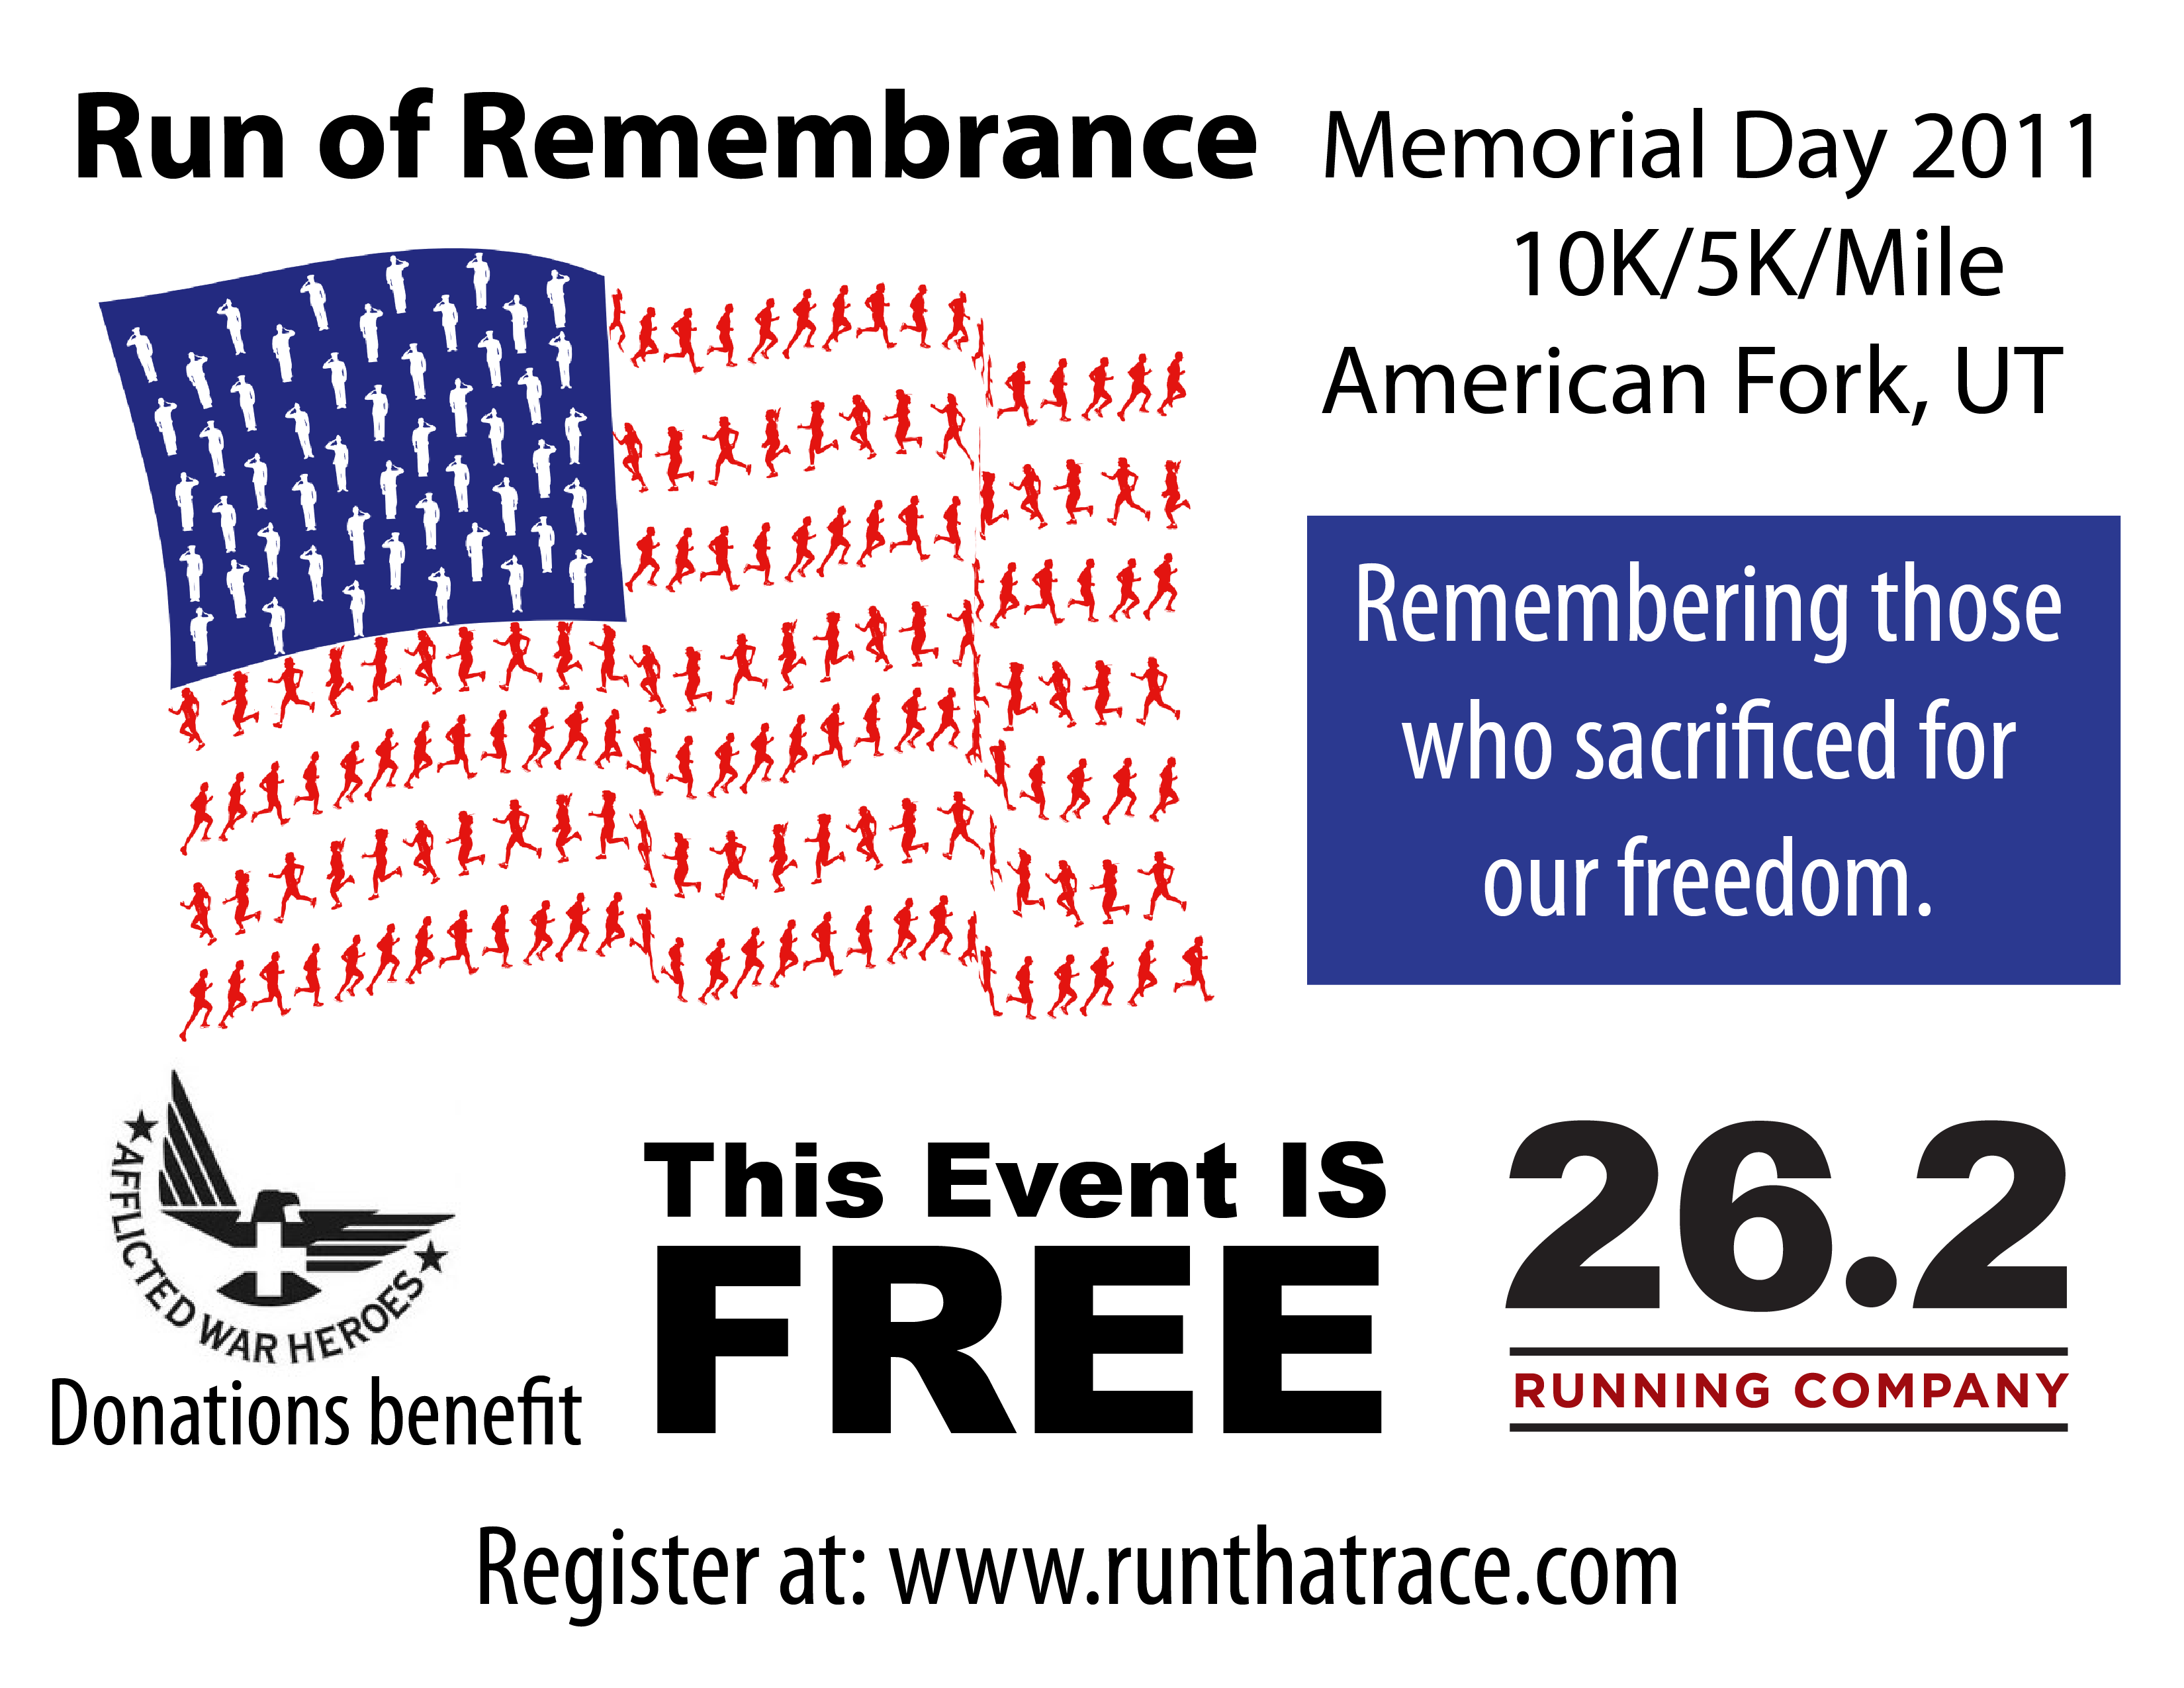 Run of Remembrance
Memorial Day 2011
10K/5K/Mile
American Fork, UT
Remembering those
who sacrificed for
our freedom.
AFFLICTED WAR HEROES
Donations benefit
This Event IS
FREE
26.2
RUNNING COMPANY
Register at: www.runthatrace.com